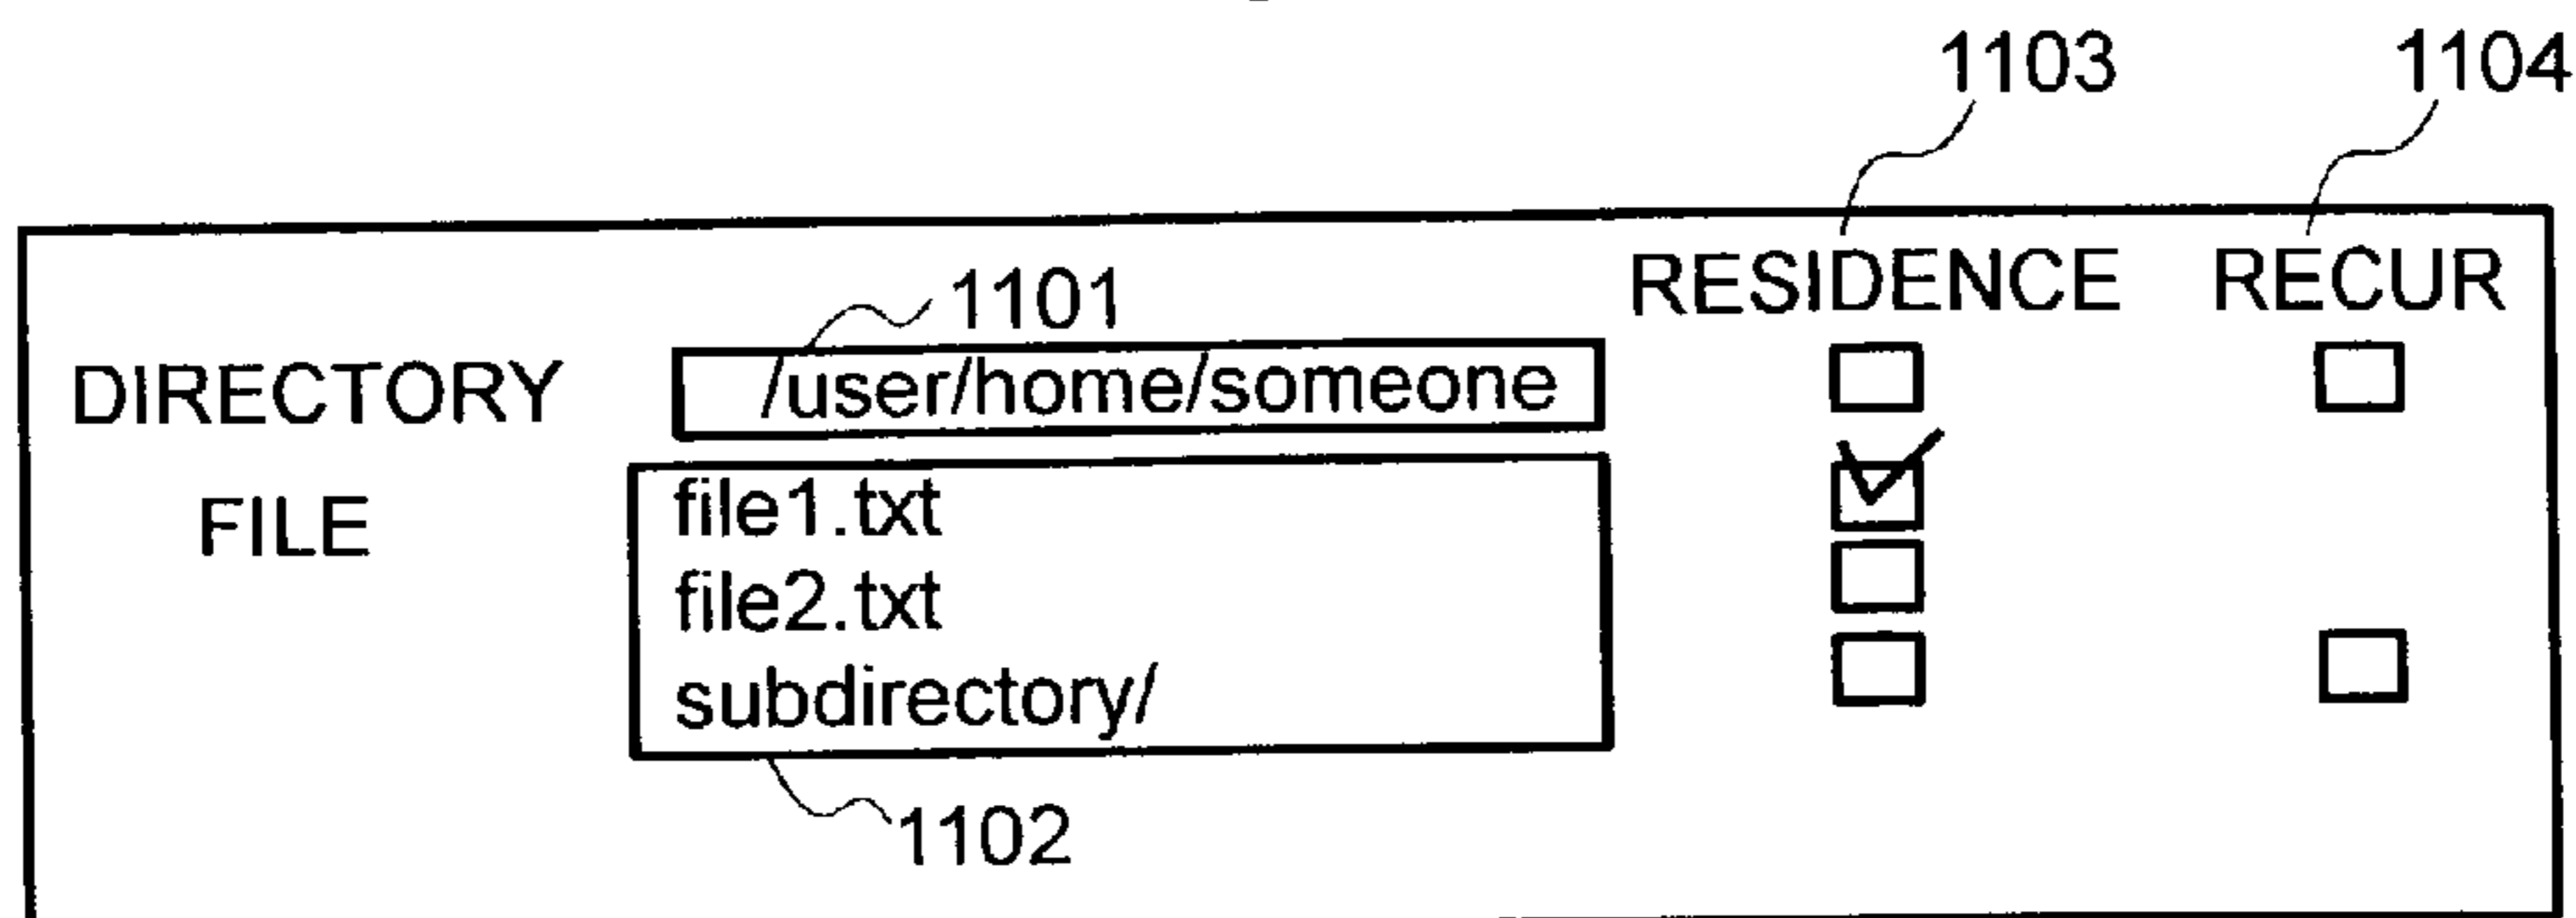 1103 1104
RESIDENCE RECUR
1101
DIRECTORY /user/home/someone
FILE file1.txt
file2.txt
subdirectory/
1102